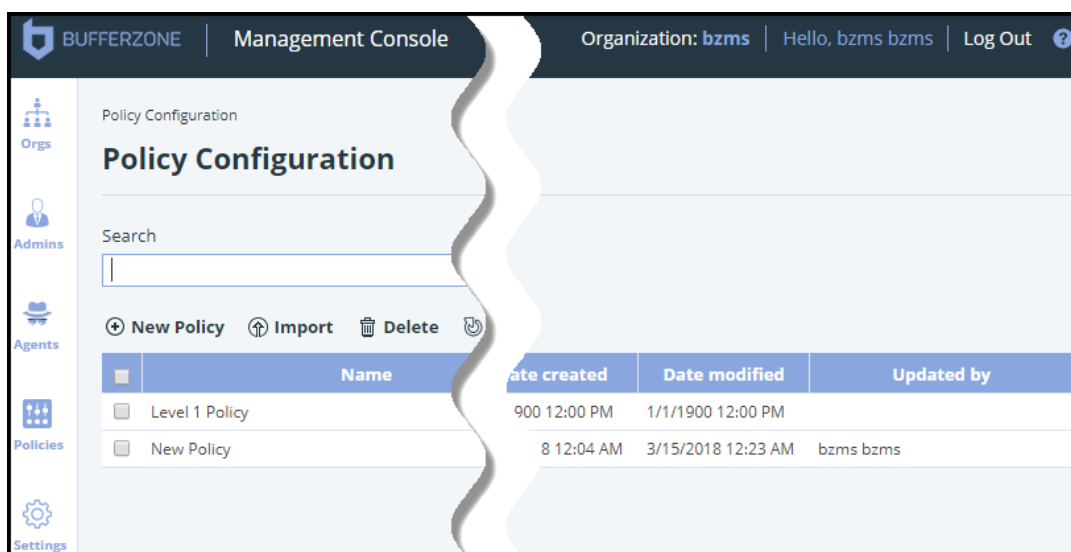 BUFFERZONE Management Console Organization: bzms Hello, bzms bzms Log Out ?
Orgs
Policy Configuration
Policy Configuration
Admins
Search
Agents
New Policy Import Delete
Name ate created Date modified Updated by
Level 1 Policy 900 12:00 PM 1/1/1900 12:00 PM
New Policy 8 12:04 AM 3/15/2018 12:23 AM bzms bzms
Policies
Settings